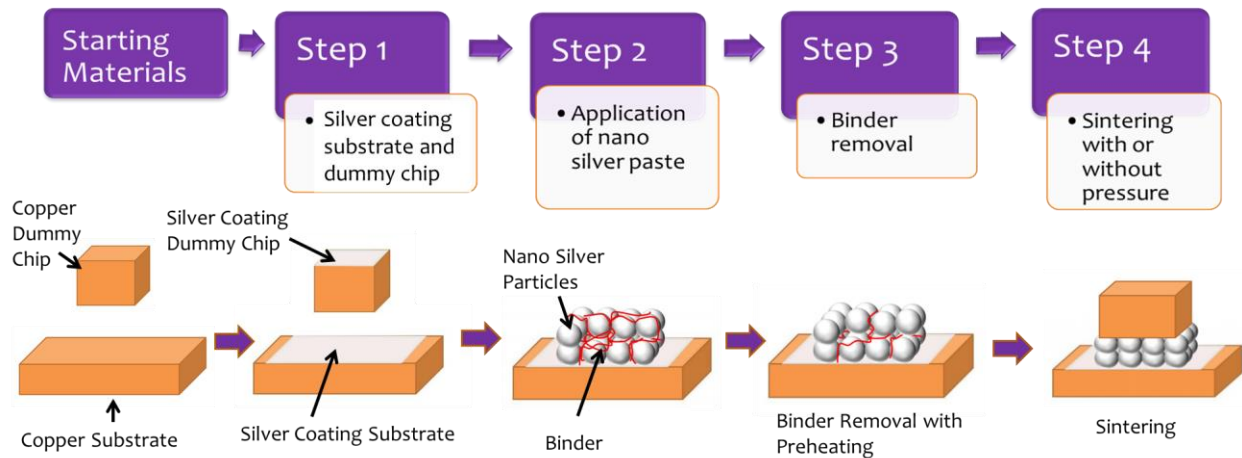 Starting
Materials
Step 1
• Silver coating
substrate and
dummy chip
Step 2
• Application
of nano
silver paste
Step 3
• Binder
removal
Step 4
• Sintering
with or
without
pressure
Copper
Dummy
Chip
Silver Coating
Dummy Chip
Nano Silver
Particles
Copper Substrate
Silver Coating Substrate
Binder
Binder Removal with
Preheating
Sintering